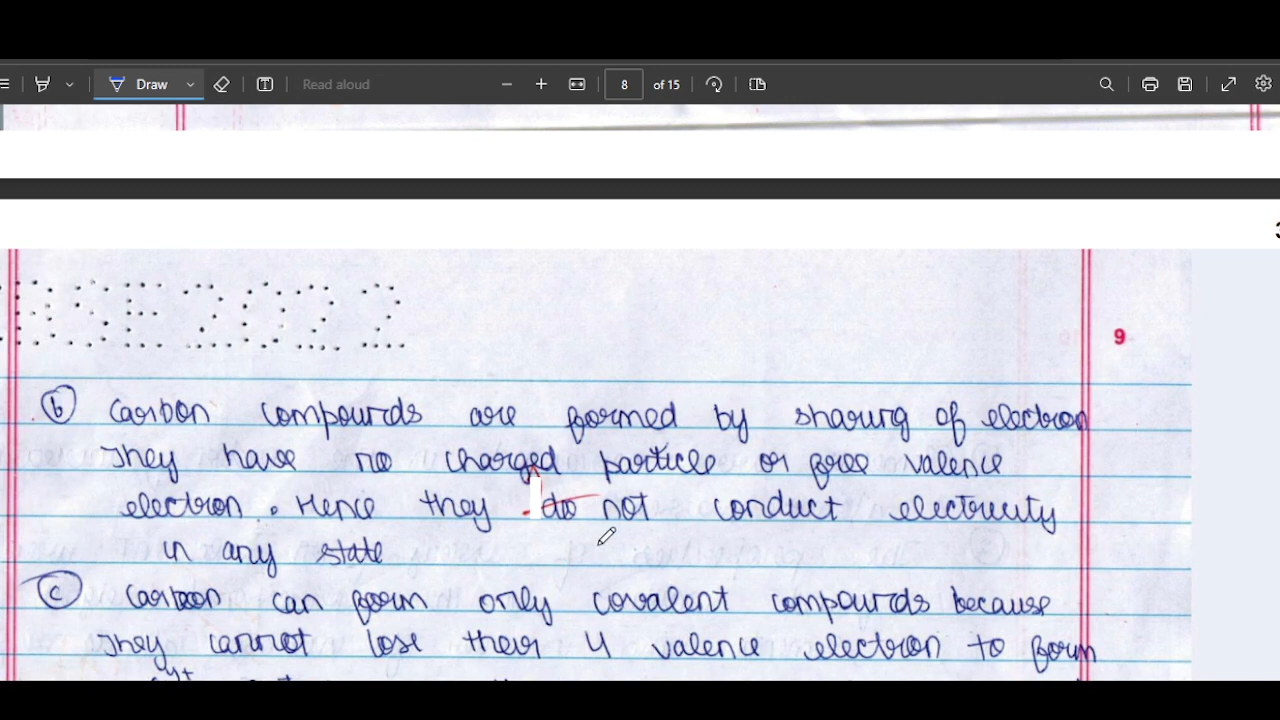 Draw
Read aloud
8 of 15
BSE2022
9
b Carbon compounds are formed by sharing of electron
They have no charged particle or free valence
electron. Hence they do not conduct electricity
in any state
c Carbon can form only covalent compounds because
They cannot lose their 4 valence electron to form